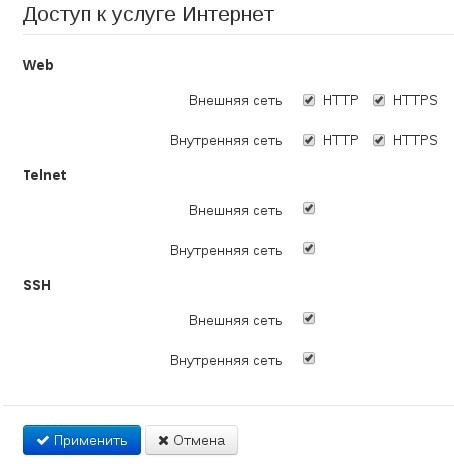 Доступ к услуге Интернет
Web
Внешняя сеть HTTP HTTPS
Внутренняя сеть HTTP HTTPS
Telnet
Внешняя сеть
Внутренняя сеть
SSH
Внешняя сеть
Внутренняя сеть
Применить Отмена